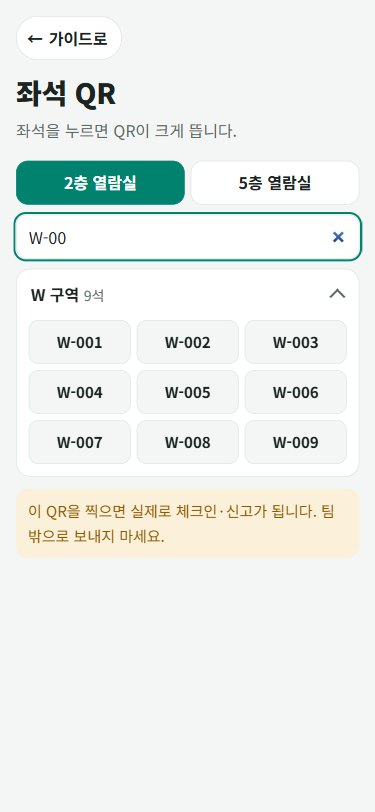 ← 가이드로
좌석 QR
좌석을 누르면 QR이 크게 뜹니다.
2층 열람실 5층 열람실
W-00 ×
W 구역 9석
W-001 W-002 W-003
W-004 W-005 W-006
W-007 W-008 W-009
이 QR을 찍으면 실제로 체크인·신고가 됩니다. 팀
밖으로 보내지 마세요.